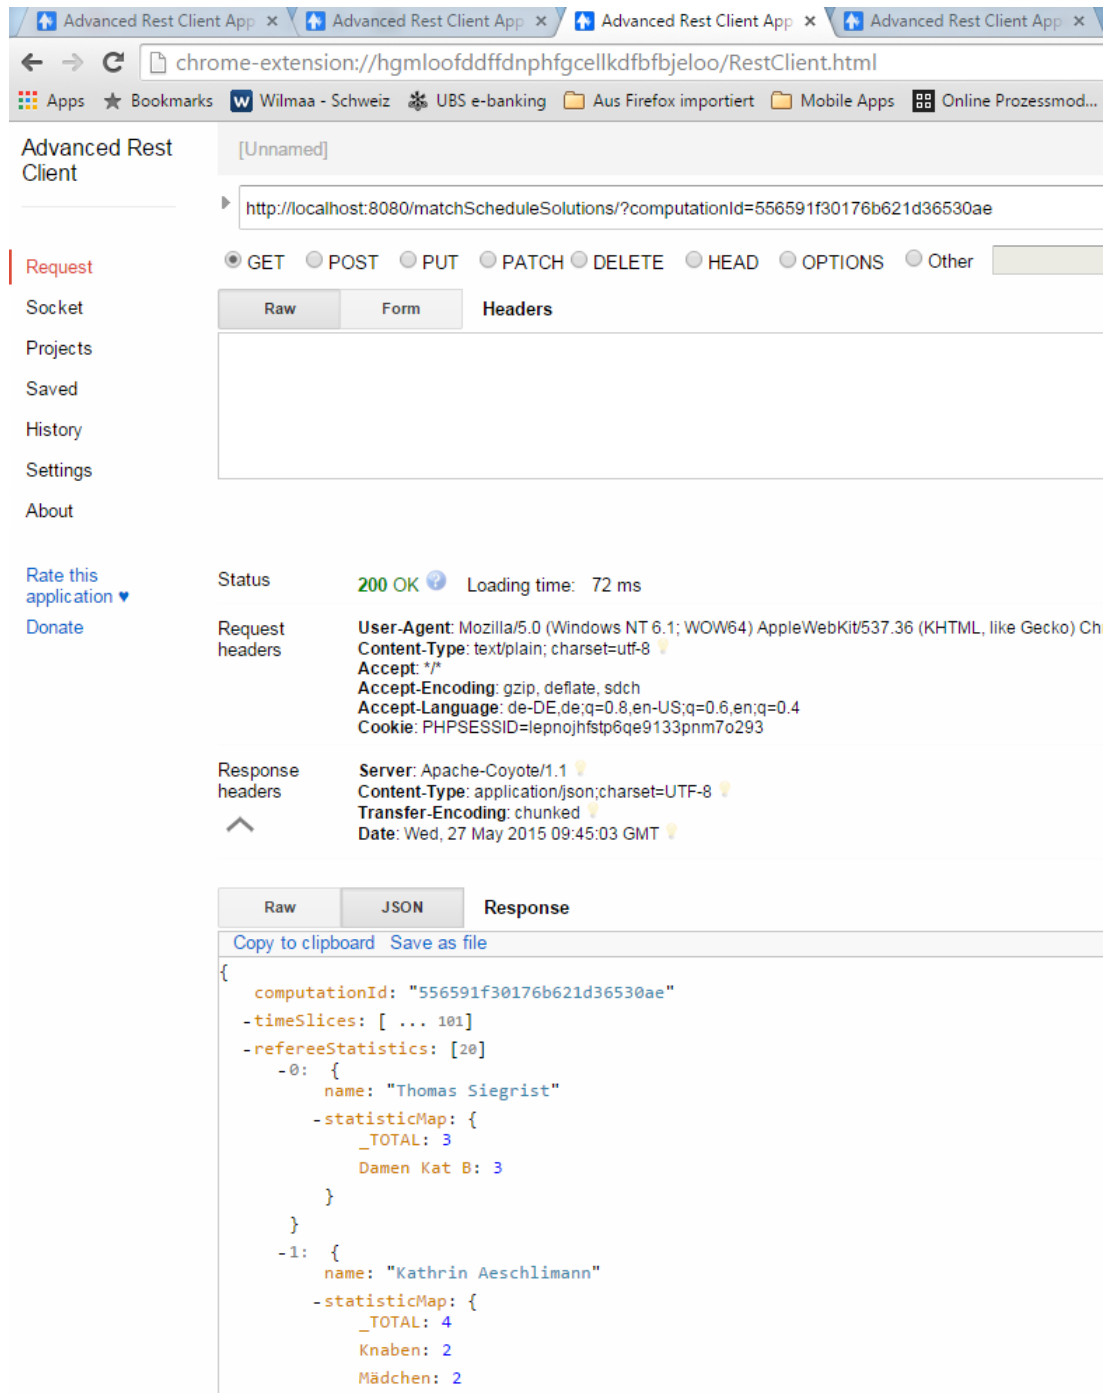 Advanced Rest Client App Advanced Rest Client App Advanced Rest Client App Advanced Rest Client App
chrome-extension://hgmloofddffdnphfgcellkdfbfbjeloo/RestClient.html
Apps Bookmarks Wilmaa - Schweiz UBS e-banking Aus Firefox importiert Mobile Apps Online Prozessmod...
Advanced Rest
Client
[Unnamed]
http://localhost:8080/matchScheduleSolutions/?computationId=556591f30176b621d36530ae
GET POST PUT PATCH DELETE HEAD OPTIONS Other
Raw Form Headers
Request
Socket
Projects
Saved
History
Settings
About
Rate this
application ♥
Donate
Status 200 OK Loading time: 72 ms
Request
headers
User-Agent: Mozilla/5.0 (Windows NT 6.1; WOW64) AppleWebKit/537.36 (KHTML, like Gecko) Ch
Content-Type: text/plain; charset=utf-8
Accept: */*
Accept-Encoding: gzip, deflate, sdch
Accept-Language: de-DE,de;q=0.8,en-US;q=0.6,en;q=0.4
Cookie: PHPSESSID=lepnojhfstp6qe9133pnm7o293
Response
headers
Server: Apache-Coyote/1.1
Content-Type: application/json;charset=UTF-8
Transfer-Encoding: chunked
Date: Wed, 27 May 2015 09:45:03 GMT
Raw JSON Response
Copy to clipboard Save as file
{
computationId: "556591f30176b621d36530ae"
-timeSlices: [ ... 101]
-refereeStatistics: [20]
-0: {
name: "Thomas Siegrist"
-statisticMap: {
_TOTAL: 3
Damen Kat B: 3
}
}
-1: {
name: "Kathrin Aeschlimann"
-statisticMap: {
_TOTAL: 4
Knaben: 2
Mädchen: 2